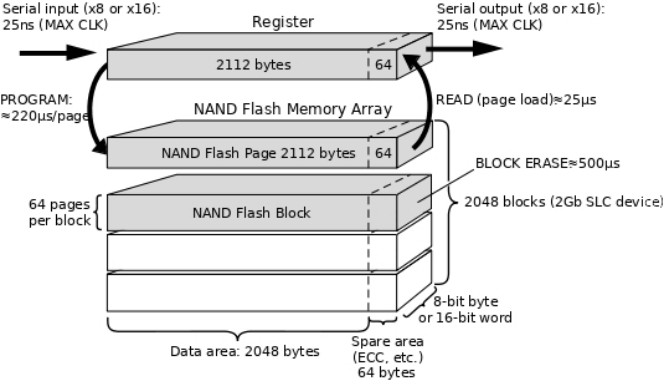 Serial input (x8 or x16):
25ns (MAX CLK)
Serial output (x8 or x16):
25ns (MAX CLK)
Register
2112 bytes
64
PROGRAM:
≈220µs/page
READ (page load)≈25µs
NAND Flash Memory Array
NAND Flash Page 2112 bytes
64
BLOCK ERASE≈500µs
64 pages
per block
NAND Flash Block
2048 blocks (2Gb SLC device)
8-bit byte
or 16-bit word
Data area: 2048 bytes
Spare area
(ECC, etc.)
64 bytes